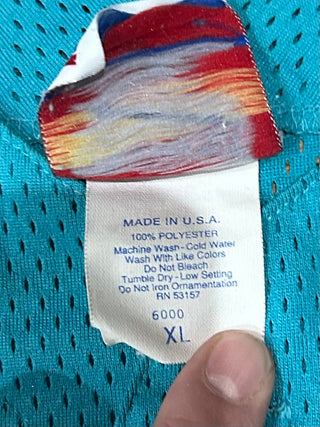 MADE IN U.S.A.
100% POLYESTER
Machine Wash-Cold Water
Wash With Like Colors
Do Not Bleach
Tumble Dry-Low Setting
Do Not Iron Ornamentation
RN 53157
6000
XL